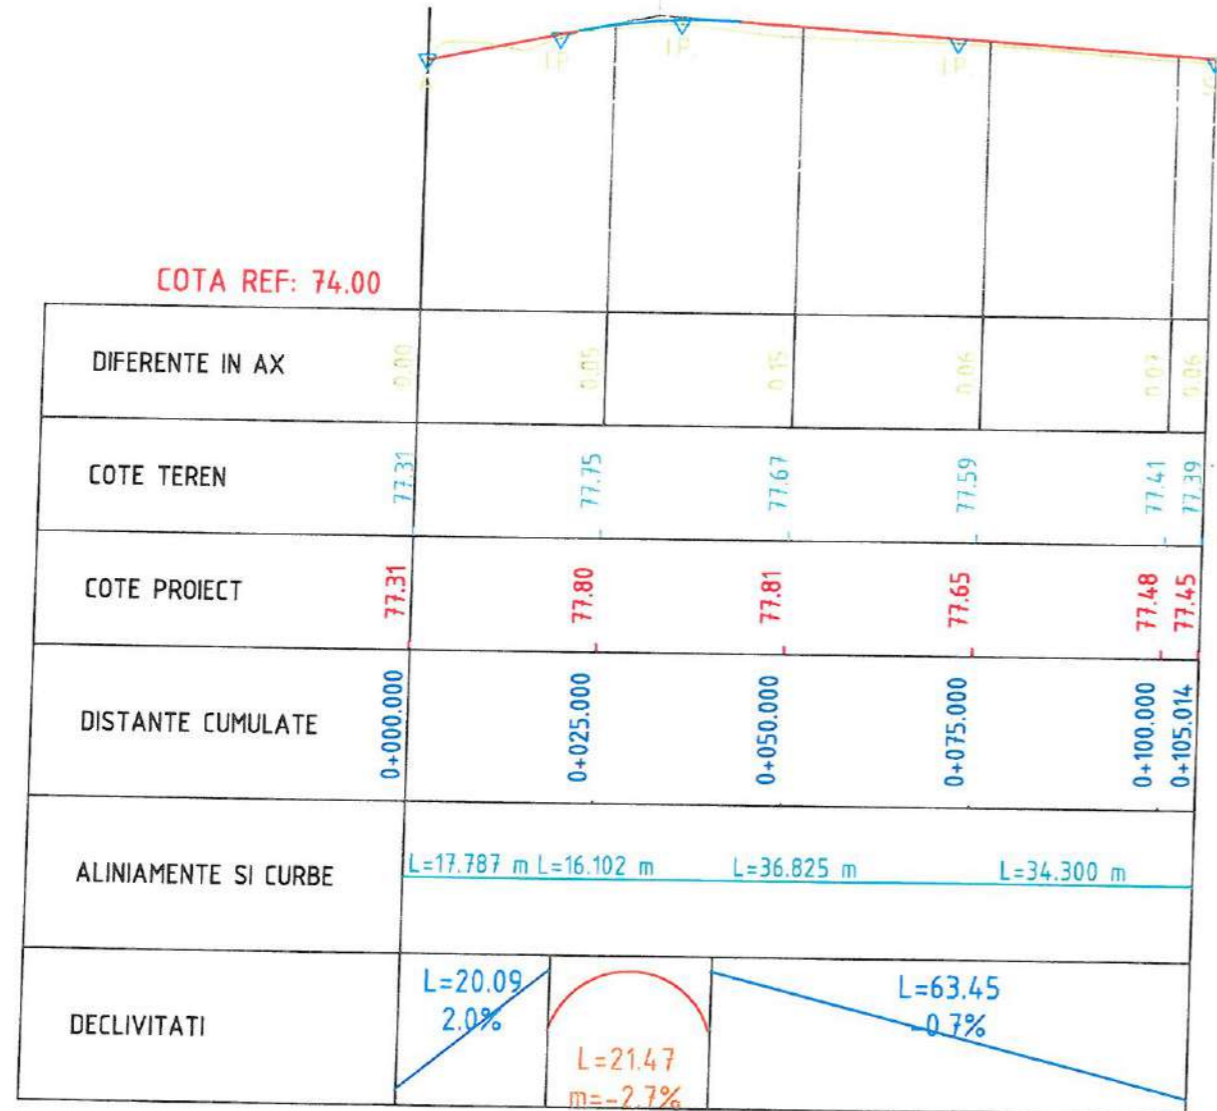 A
IP
IP
IP
COTA REF: 74.00
DIFERENTE IN AX
0.00
0.05
0.15
0.06
0.07
0.06
COTE TEREN
77.31
77.75
77.67
77.59
77.41
77.39
COTE PROIECT
77.31
77.80
77.81
77.65
77.48
77.45
DISTANTE CUMULATE
0+000.000
0+025.000
0+050.000
0+075.000
0+100.000
0+105.014
ALINIAMENTE SI CURBE
L=17.787 m
L=16.102 m
L=36.825 m
L=34.300 m
DECLIVITATI
L=20.09
2.0%
L=21.47
m=-2.7%
L=63.45
-0.7%